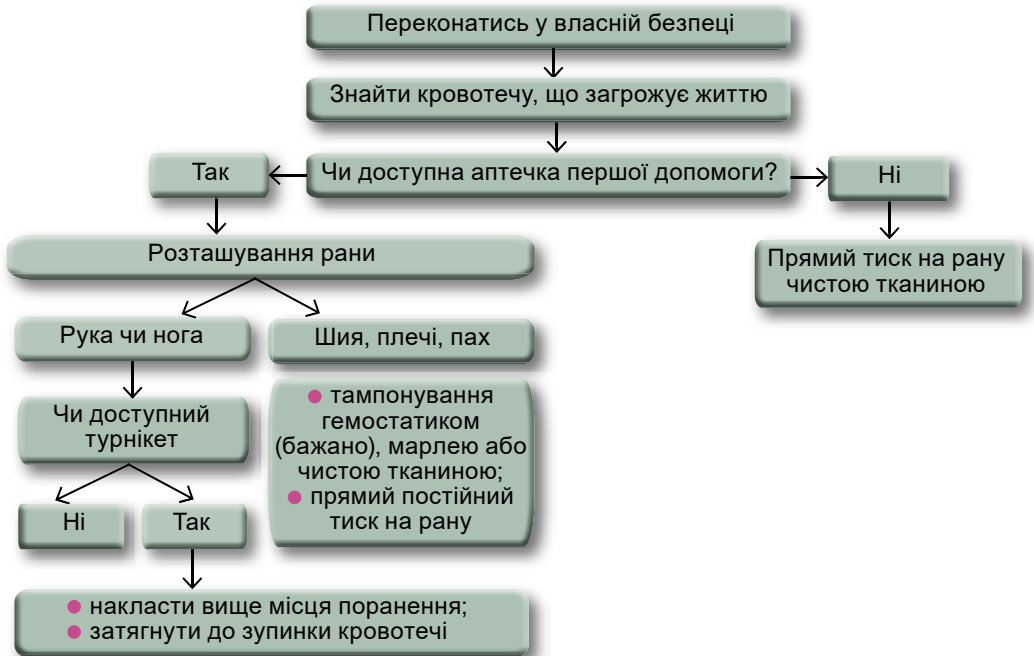 Переконатись у власній безпеці
Знайти кровотечу, що загрожує життю
Так
Чи доступна аптечка першої допомоги?
Ні
Розташування рани
Прямий тиск на рану
чистою тканиною
Рука чи нога
Шия, плечі, пах
Чи доступний
турнікет
● тампонування
гемостатиком
(бажано), марлею або
чистою тканиною;
● прямий постійний
тиск на рану
Ні
Так
● накласти вище місця поранення;
● затягнути до зупинки кровотечі